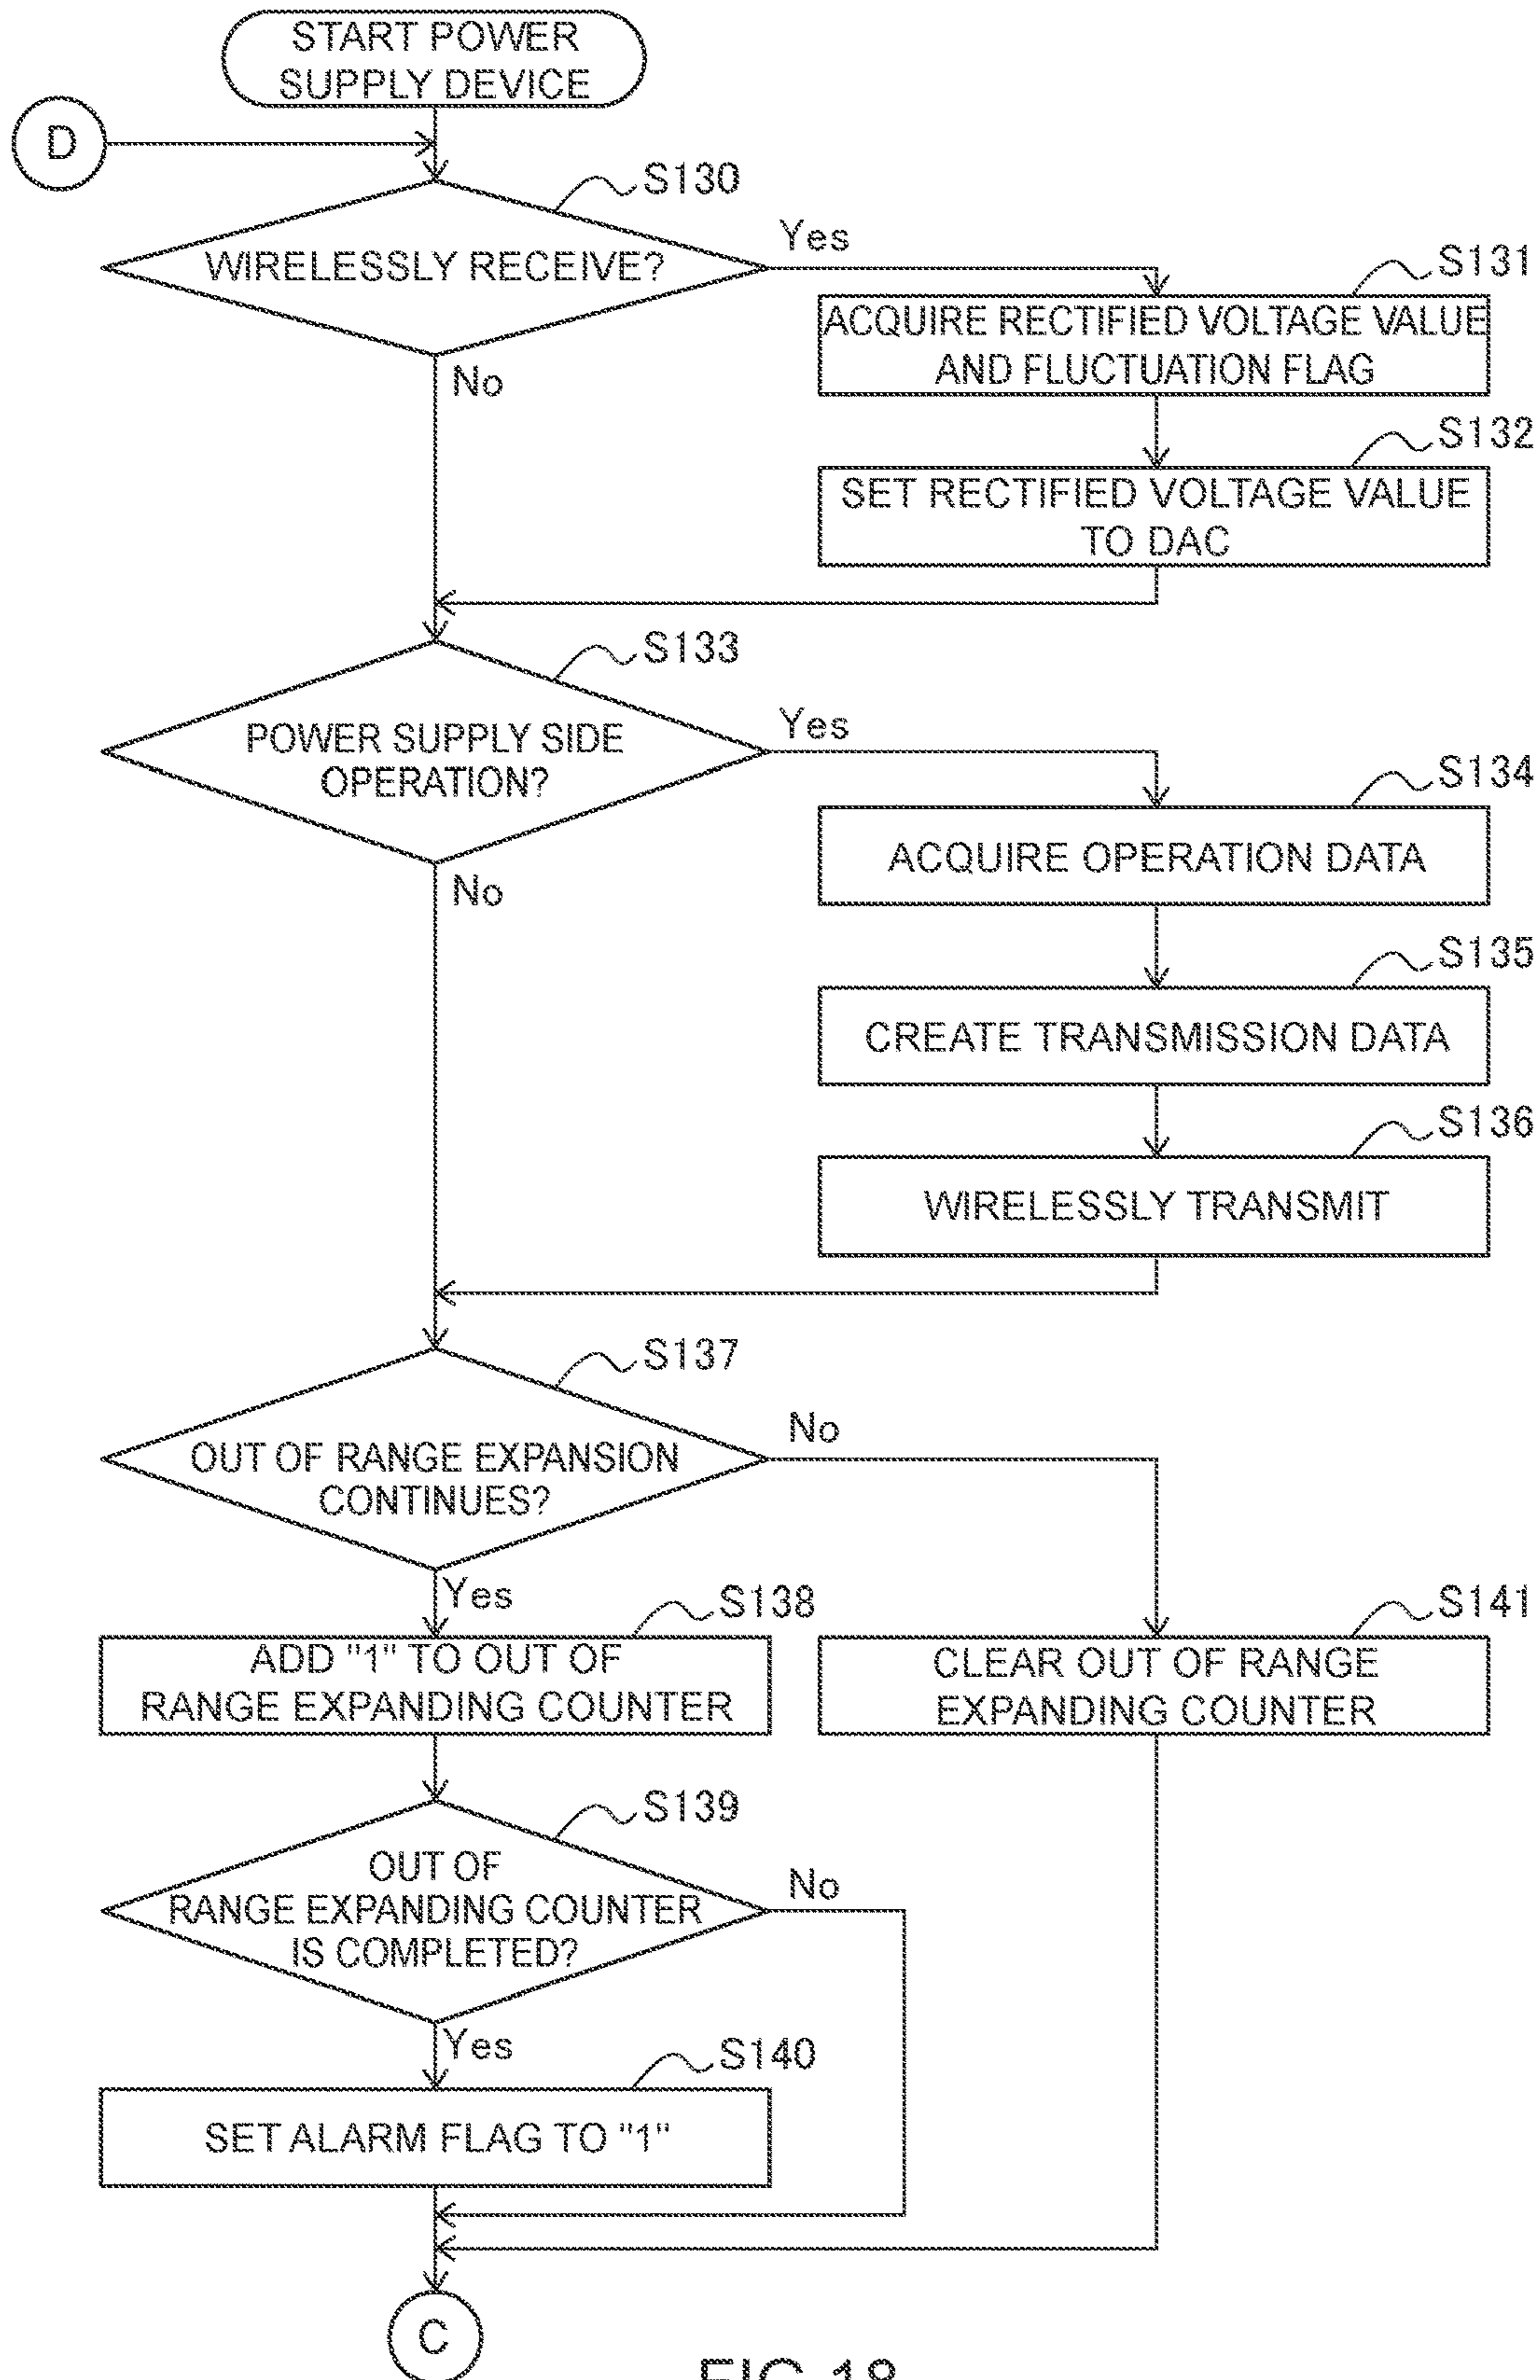 START POWER
SUPPLY DEVICE
D
S130
WIRELESSLY RECEIVE?
Yes
No
S131
ACQUIRE RECTIFIED VOLTAGE VALUE
AND FLUCTUATION FLAG
S132
SET RECTIFIED VOLTAGE VALUE
TO DAC
S133
POWER SUPPLY SIDE
OPERATION?
Yes
No
S134
ACQUIRE OPERATION DATA
S135
CREATE TRANSMISSION DATA
S136
WIRELESSLY TRANSMIT
S137
OUT OF RANGE EXPANSION
CONTINUES?
No
Yes
S138
ADD "1" TO OUT OF
RANGE EXPANDING COUNTER
S141
CLEAR OUT OF RANGE
EXPANDING COUNTER
S139
OUT OF
RANGE EXPANDING COUNTER
IS COMPLETED?
No
Yes
S140
SET ALARM FLAG TO "1"
C
FIG.18